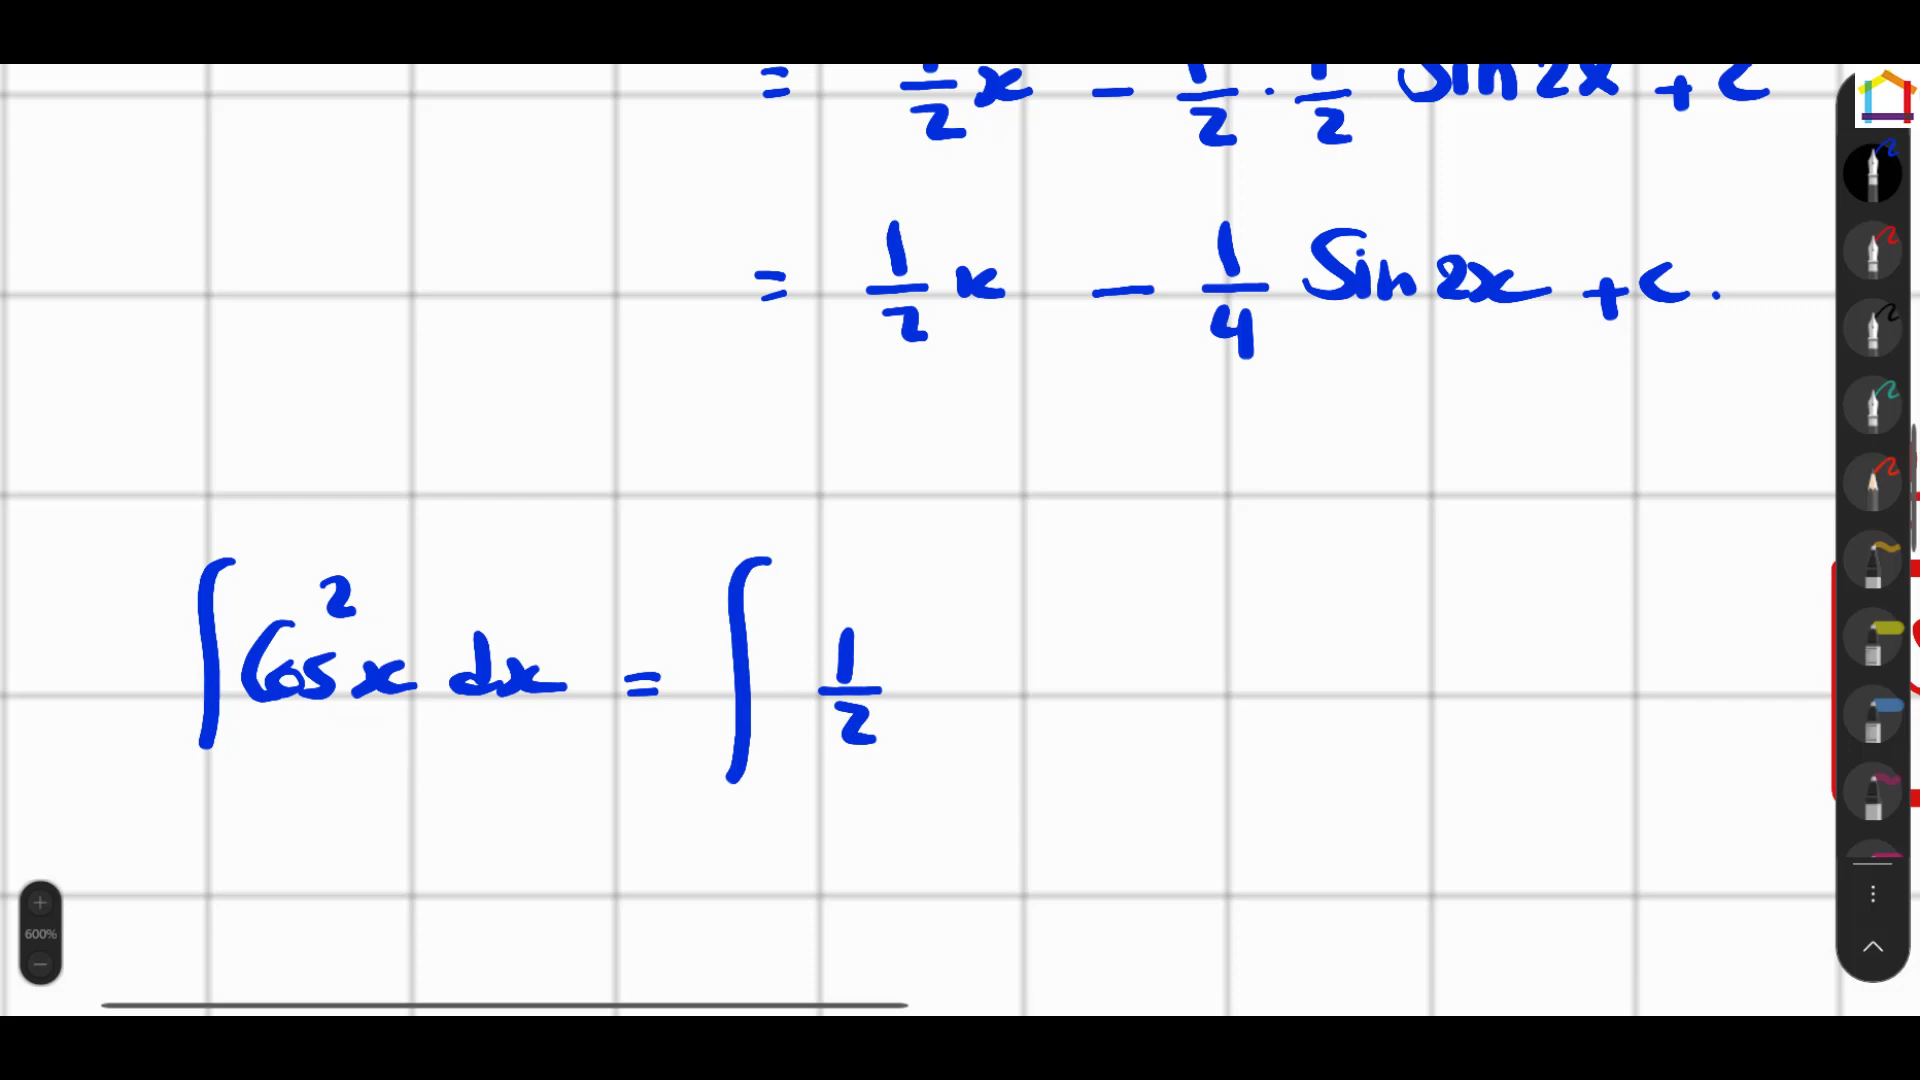 = 1/2 x - 1/2 · 1/2 Sin 2x + c
= 1/2 x - 1/4 Sin 2x + c.
∫ Cos² x dx = ∫ 1/2
600%